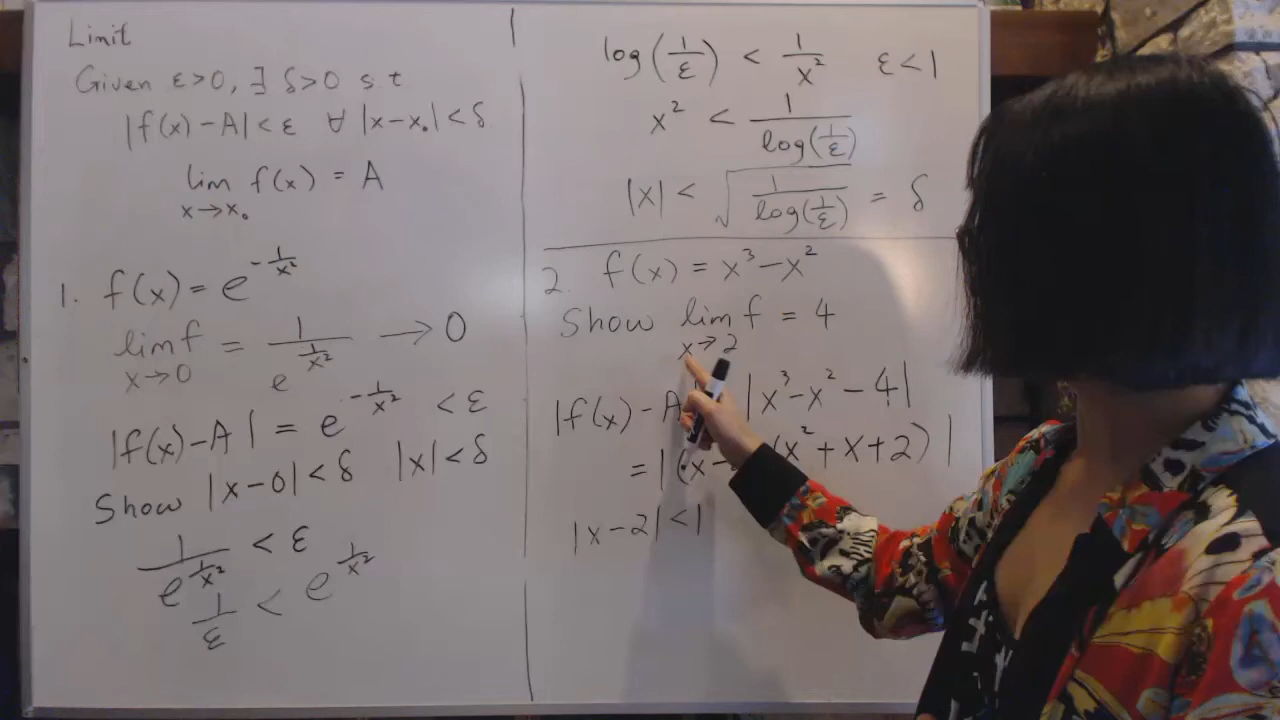 Limit
Given ε>0, ∃ δ>0 s t
|f(x)-A|<ε ∀ |x-x₀|<δ
lim f(x) = A
x→x₀
1. f(x) = e^{-1/x²}
lim f = 1/e^{1/x²} → 0
x→0
|f(x)-A| = e^{-1/x²} < ε
Show |x-0|<δ |x|<δ
1/e^{1/x²} < ε
1/ε < e^{1/x²}
log(1/ε) < 1/x² ε<1
x² < 1/log(1/ε)
|x| < √(1/log(1/ε)) = δ
2. f(x) = x³-x²
Show lim f = 4
x→2
|f(x)-A |x³-x²-4|
=|(x- (x²+x+2)|
|x-2|<1